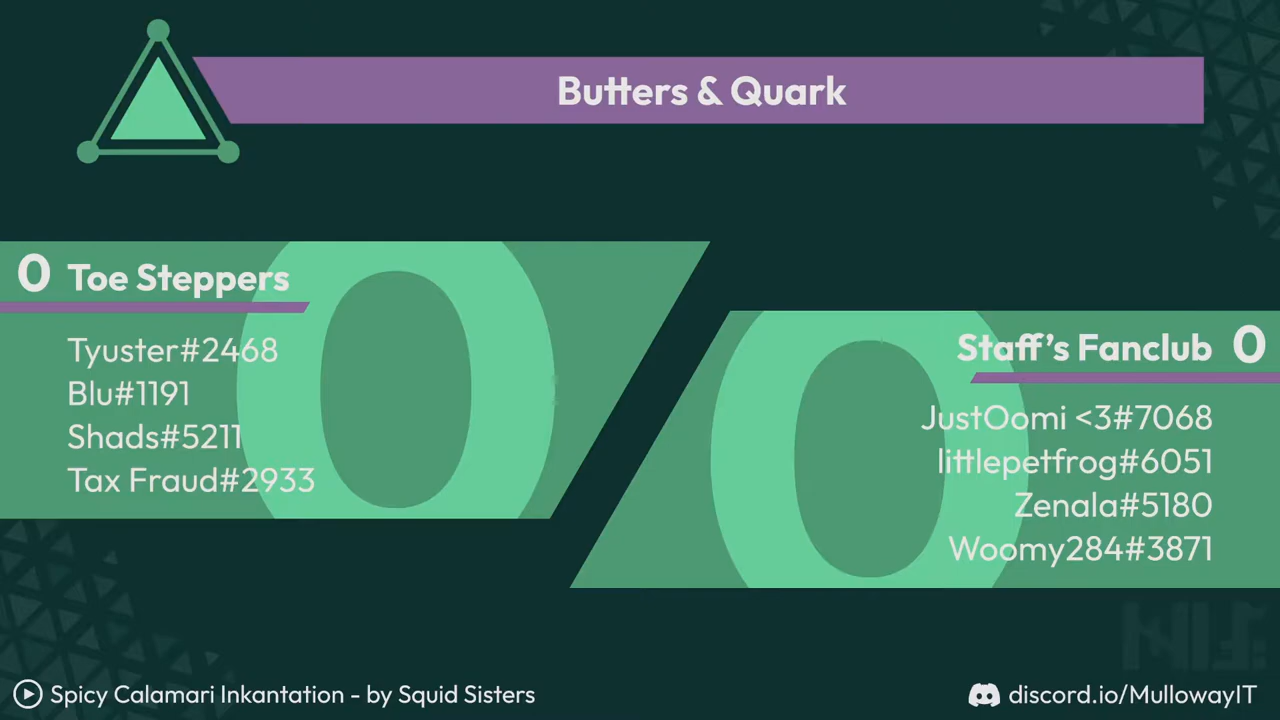 Butters & Quark
0 Toe Steppers
0
Tyuster#2468
Blu#1191
Shads#5211
Tax Fraud#2933
Staff's Fanclub 0
0
JustOomi <3#7068
littlepetfrog#6051
Zenala#5180
Woomy284#3871
Spicy Calamari Inkantation - by Squid Sisters
discord.io/MullowayIT